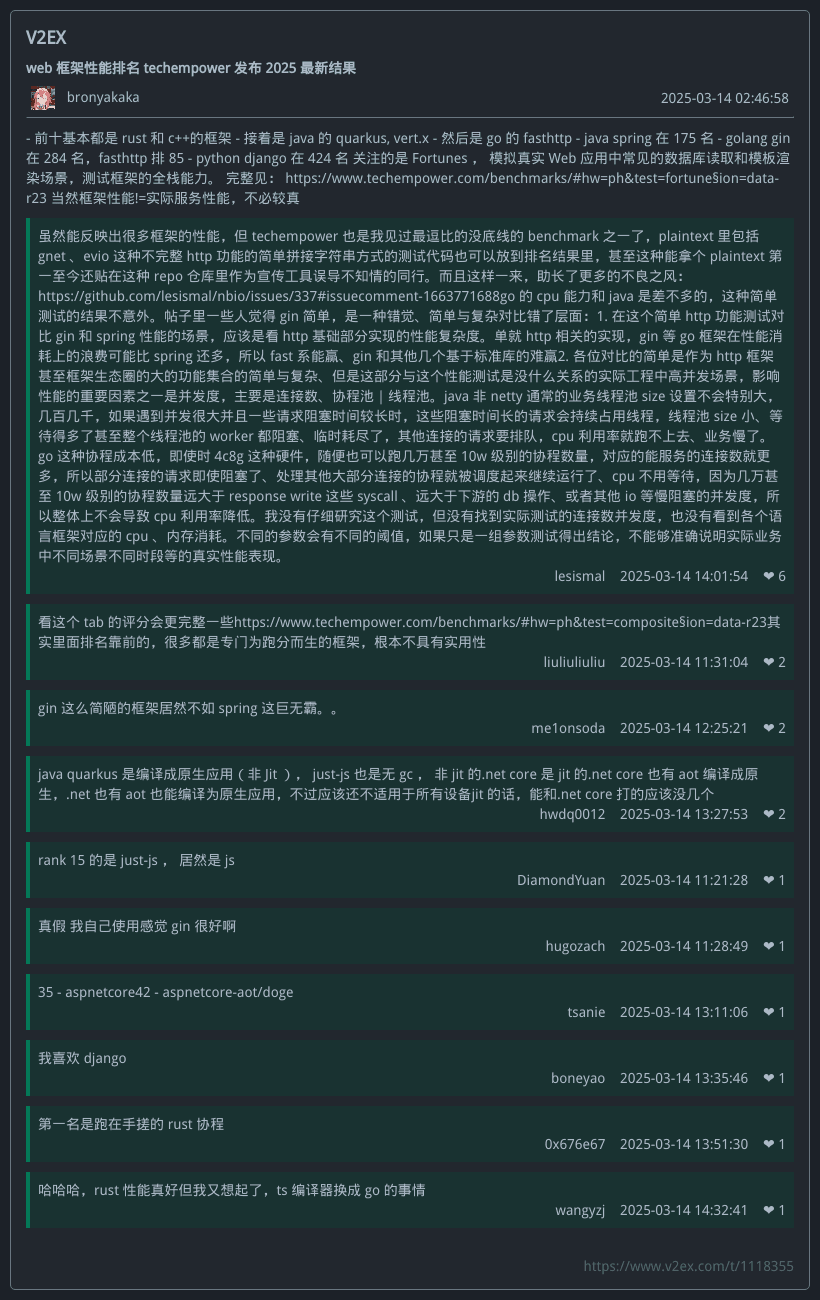 V2EX
web 框架性能排名 techempower 发布 2025 最新结果
bronyakaka 2025-03-14 02:46:58
- 前十基本都是 rust 和 c++的框架 - 接着是 java 的 quarkus, vert.x - 然后是 go 的 fasthttp - java spring 在 175 名 - golang gin
在 284 名，fasthttp 排 85 - python django 在 424 名 关注的是 Fortunes ， 模拟真实 Web 应用中常见的数据库读取和模板渲
染场景，测试框架的全栈能力。 完整见： https://www.techempower.com/benchmarks/#hw=ph&test=fortune§ion=data-
r23 当然框架性能!=实际服务性能，不必较真
虽然能反映出很多框架的性能，但 techempower 也是我见过最逗比的没底线的 benchmark 之一了，plaintext 里包括
gnet 、evio 这种不完整 http 功能的简单拼接字符串方式的测试代码也可以放到排名结果里，甚至这种能拿个 plaintext 第
一至今还贴在这种 repo 仓库里作为宣传工具误导不知情的同行。而且这样一来，助长了更多的不良之风：
https://github.com/lesismal/nbio/issues/337#issuecomment-1663771688go 的 cpu 能力和 java 是差不多的，这种简单
测试的结果不意外。帖子里一些人觉得 gin 简单，是一种错觉、简单与复杂对比错了层面：1. 在这个简单 http 功能测试对
比 gin 和 spring 性能的场景，应该是看 http 基础部分实现的性能复杂度。单就 http 相关的实现，gin 等 go 框架在性能消
耗上的浪费可能比 spring 还多，所以 fast 系能赢、gin 和其他几个基于标准库的难赢2. 各位对比的简单是作为 http 框架
甚至框架生态圈的大的功能集合的简单与复杂、但是这部分与这个性能测试是没什么关系的实际工程中高并发场景，影响
性能的重要因素之一是并发度，主要是连接数、协程池｜线程池。java 非 netty 通常的业务线程池 size 设置不会特别大，
几百几千，如果遇到并发很大并且一些请求阻塞时间较长时，这些阻塞时间长的请求会持续占用线程，线程池 size 小、等
待得多了甚至整个线程池的 worker 都阻塞、临时耗尽了，其他连接的请求要排队，cpu 利用率就跑不上去、业务慢了。
go 这种协程成本低，即使时 4c8g 这种硬件，随便也可以跑几万甚至 10w 级别的协程数量，对应的能服务的连接数就更
多，所以部分连接的请求即使阻塞了、处理其他大部分连接的协程就被调度起来继续运行了、cpu 不用等待，因为几万甚
至 10w 级别的协程数量远大于 response write 这些 syscall 、远大于下游的 db 操作、或者其他 io 等慢阻塞的并发度，所
以整体上不会导致 cpu 利用率降低。我没有仔细研究这个测试，但没有找到实际测试的连接数并发度，也没有看到各个语
言框架对应的 cpu 、内存消耗。不同的参数会有不同的阈值，如果只是一组参数测试得出结论，不能够准确说明实际业务
中不同场景不同时段等的真实性能表现。
lesismal 2025-03-14 14:01:54 ❤ 6
看这个 tab 的评分会更完整一些https://www.techempower.com/benchmarks/#hw=ph&test=composite§ion=data-r23其
实里面排名靠前的，很多都是专门为跑分而生的框架，根本不具有实用性
liuliuliuliu 2025-03-14 11:31:04 ❤ 2
gin 这么简陋的框架居然不如 spring 这巨无霸。。
me1onsoda 2025-03-14 12:25:21 ❤ 2
java quarkus 是编译成原生应用 ( 非 Jit ）， just-js 也是无 gc ， 非 jit 的.net core 是 jit 的.net core 也有 aot 编译成原
生，.net 也有 aot 也能编译为原生应用，不过应该还不适用于所有设备jit 的话，能和.net core 打的应该没几个
hwdq0012 2025-03-14 13:27:53 ❤ 2
rank 15 的是 just-js ， 居然是 js
DiamondYuan 2025-03-14 11:21:28 ❤ 1
真假 我自己使用感觉 gin 很好啊
hugozach 2025-03-14 11:28:49 ❤ 1
35 - aspnetcore42 - aspnetcore-aot/doge
tsanie 2025-03-14 13:11:06 ❤ 1
我喜欢 django
boneyao 2025-03-14 13:35:46 ❤ 1
第一名是跑在手搓的 rust 协程
0x676e67 2025-03-14 13:51:30 ❤ 1
哈哈哈，rust 性能真好但我又想起了，ts 编译器换成 go 的事情
wangyzj 2025-03-14 14:32:41 ❤ 1
https://www.v2ex.com/t/1118355